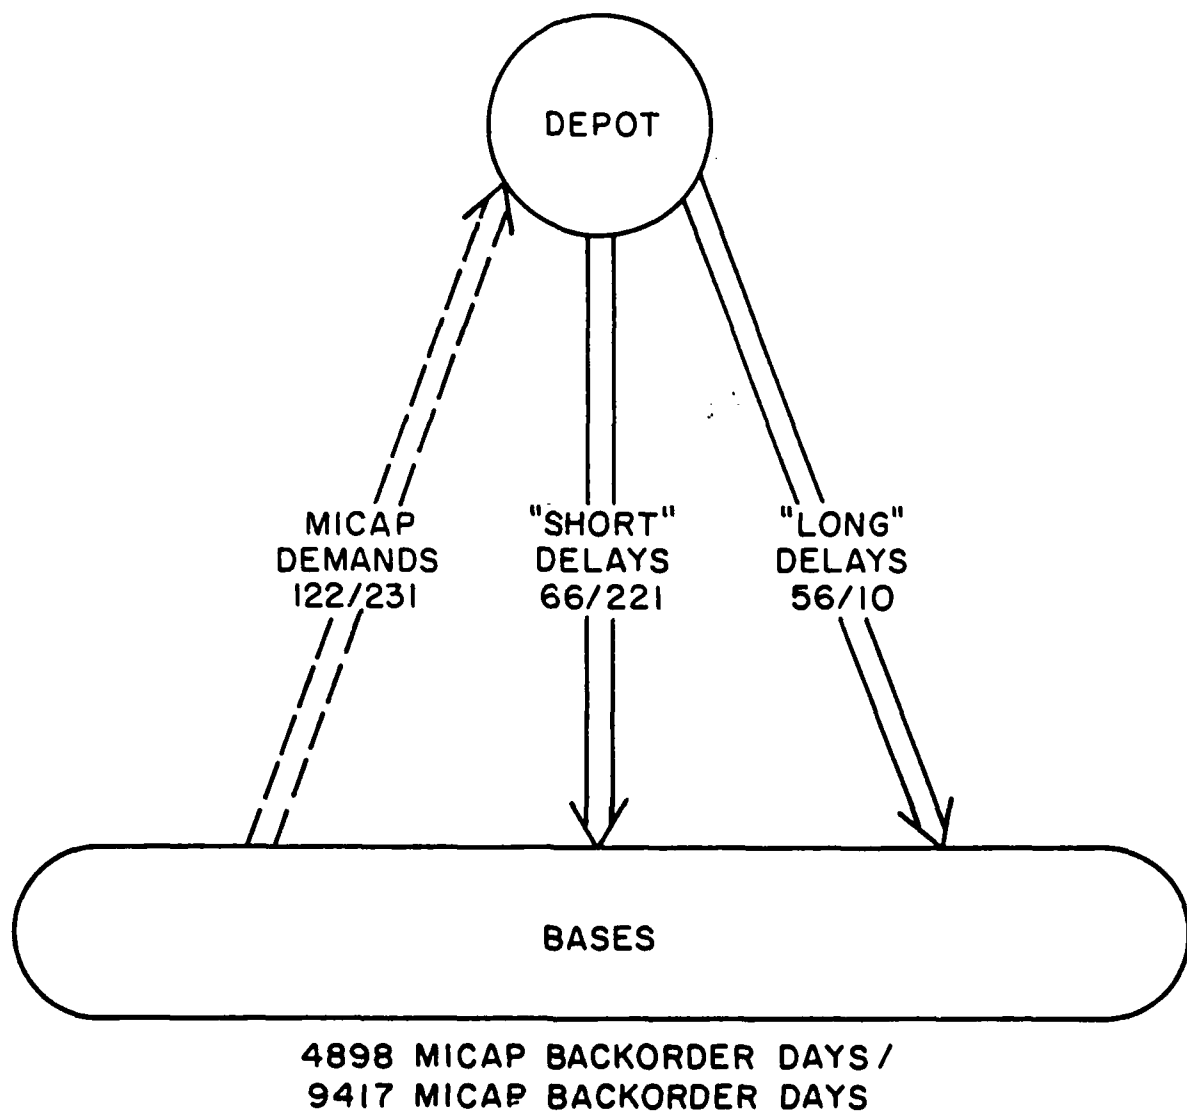 DEPOT
MICAP
DEMANDS
122/231
"SHORT"
DELAYS
66/221
"LONG"
DELAYS
56/10
BASES
4898 MICAP BACKORDER DAYS /
9417 MICAP BACKORDER DAYS